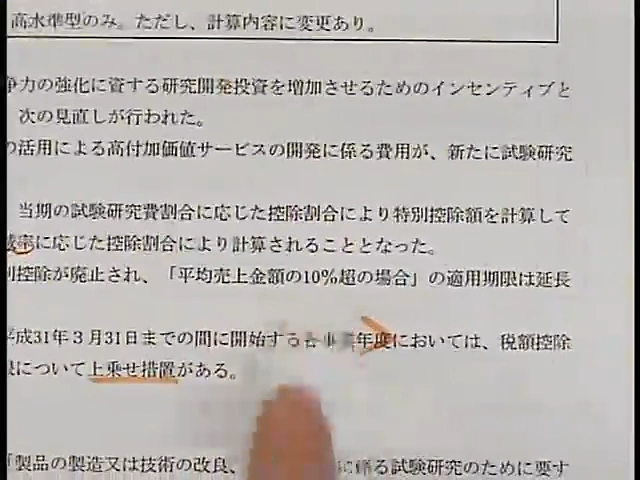 高水準型のみ。ただし、計算内容に変更あり。
争力の強化に資する研究開発投資を増加させるためのインセンティブと
次の見直しが行われた。
の活用による高付加価値サービスの開発に係る費用が、新たに試験研究
当期の試験研究費割合に応じた控除割合により特別控除額を計算して
減率に応じた控除割合により計算されることとなった。
別控除が廃止され、「平均売上金額の10%超の場合」の適用期限は延長
平成31年3月31日までの間に開始する各事業年度においては、税額控除
について上乗せ措置がある。
「製品の製造又は技術の改良、に係る試験研究のために要す